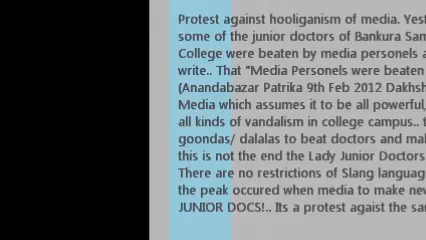 Protest against hooliganism of media. Yest
some of the junior doctors of Bankura Sam
College were beaten by media personels a
write.. That "Media Personels were beaten
(Anandabazar Patrika 9th Feb 2012 Dakhsh
Media which assumes it to be all powerful,
all kinds of vandalism in college campus.. t
goondas/ dalalas to beat doctors and mal
this is not the end the Lady Junior Doctors
There are no restrictions of Slang languag
the peak occured when media to make nev
JUNIOR DOCS!.. Its a protest agaist the sa